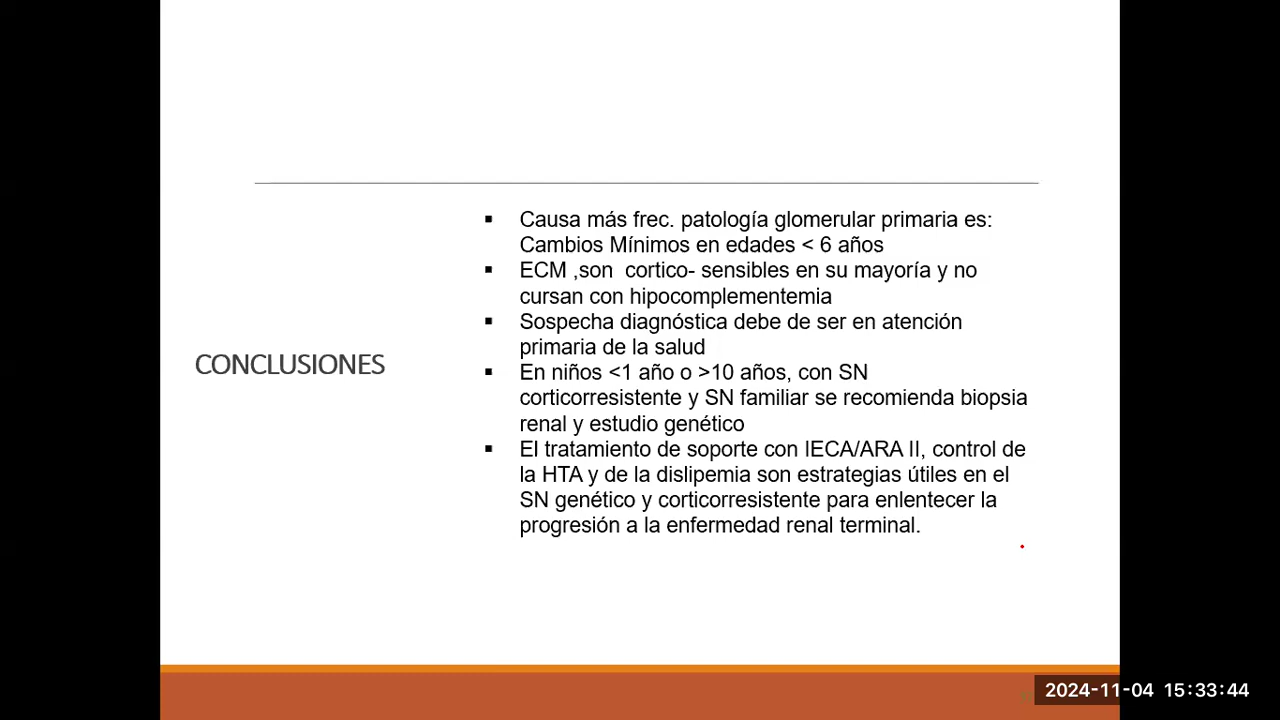 CONCLUSIONES
▪ Causa más frec. patología glomerular primaria es:
Cambios Mínimos en edades < 6 años
▪ ECM ,son cortico- sensibles en su mayoría y no
cursan con hipocomplementemia
▪ Sospecha diagnóstica debe de ser en atención
primaria de la salud
▪ En niños <1 año o >10 años, con SN
corticorresistente y SN familiar se recomienda biopsia
renal y estudio genético
▪ El tratamiento de soporte con IECA/ARA II, control de
la HTA y de la dislipemia son estrategias útiles en el
SN genético y corticorresistente para enlentecer la
progresión a la enfermedad renal terminal.
2024-11-04 15:33:44